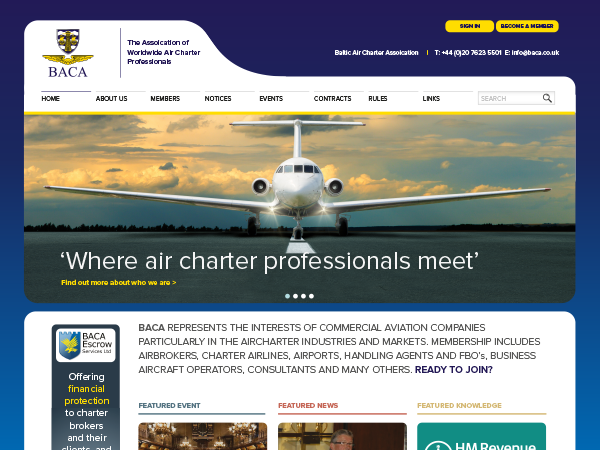 SIGN IN
BECOME A MEMBER
BACA
The Assoication of
Worldwide Air Charter
Professionals
Baltic Air Charter Assoication | T: +44 (0)20 7623 5501 E: info@baca.co.uk
HOME ABOUT US MEMBERS NOTICES EVENTS CONTRACTS RULES LINKS SEARCH
‘Where air charter professionals meet’
Find out more about who we are >
BACA
Escrow
Services Ltd
Offering
financial
protection
to charter
brokers
and their
clients, and
BACA REPRESENTS THE INTERESTS OF COMMERCIAL AVIATION COMPANIES
PARTICULARLY IN THE AIRCHARTER INDUSTRIES AND MARKETS. MEMBERSHIP INCLUDES
AIRBROKERS, CHARTER AIRLINES, AIRPORTS, HANDLING AGENTS AND FBO's, BUSINESS
AIRCRAFT OPERATORS, CONSULTANTS AND MANY OTHERS. READY TO JOIN?
FEATURED EVENT
FEATURED NEWS
FEATURED KNOWLEDGE
HM Revenue